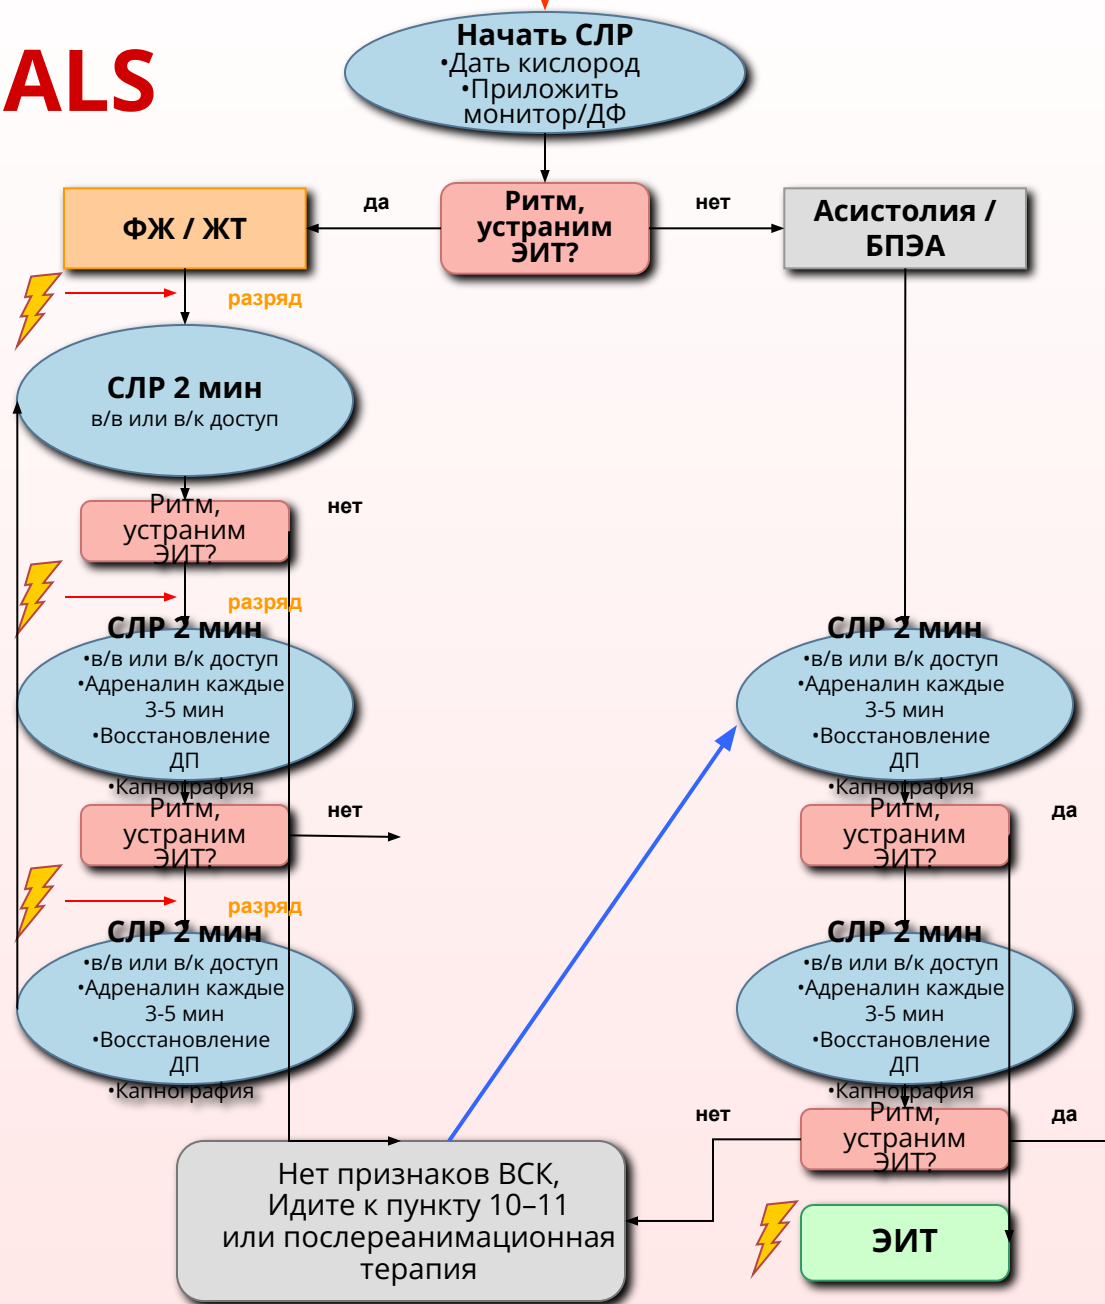 ALS
Начать СЛР
•Дать кислород
•Приложить
монитор/ДФ
да
Ритм,
устраним
ЭИТ?
нет
ФЖ / ЖТ
Асистолия /
БПЭА
разряд
СЛР 2 мин
в/в или в/к доступ
Ритм,
устраним
ЭИТ?
нет
разряд
СЛР 2 мин
•в/в или в/к доступ
•Адреналин каждые
3-5 мин
•Восстановление
ДП
•Капнография
Ритм,
устраним
ЭИТ?
нет
разряд
СЛР 2 мин
•в/в или в/к доступ
•Адреналин каждые
3-5 мин
•Восстановление
ДП
•Капнография
СЛР 2 мин
•в/в или в/к доступ
•Адреналин каждые
3-5 мин
•Восстановление
ДП
•Капнография
Ритм,
устраним
ЭИТ?
да
СЛР 2 мин
•в/в или в/к доступ
•Адреналин каждые
3-5 мин
•Восстановление
ДП
•Капнография
нет
Ритм,
устраним
ЭИТ?
да
Нет признаков ВСК,
Идите к пункту 10–11
или послереанимационная
терапия
ЭИТ